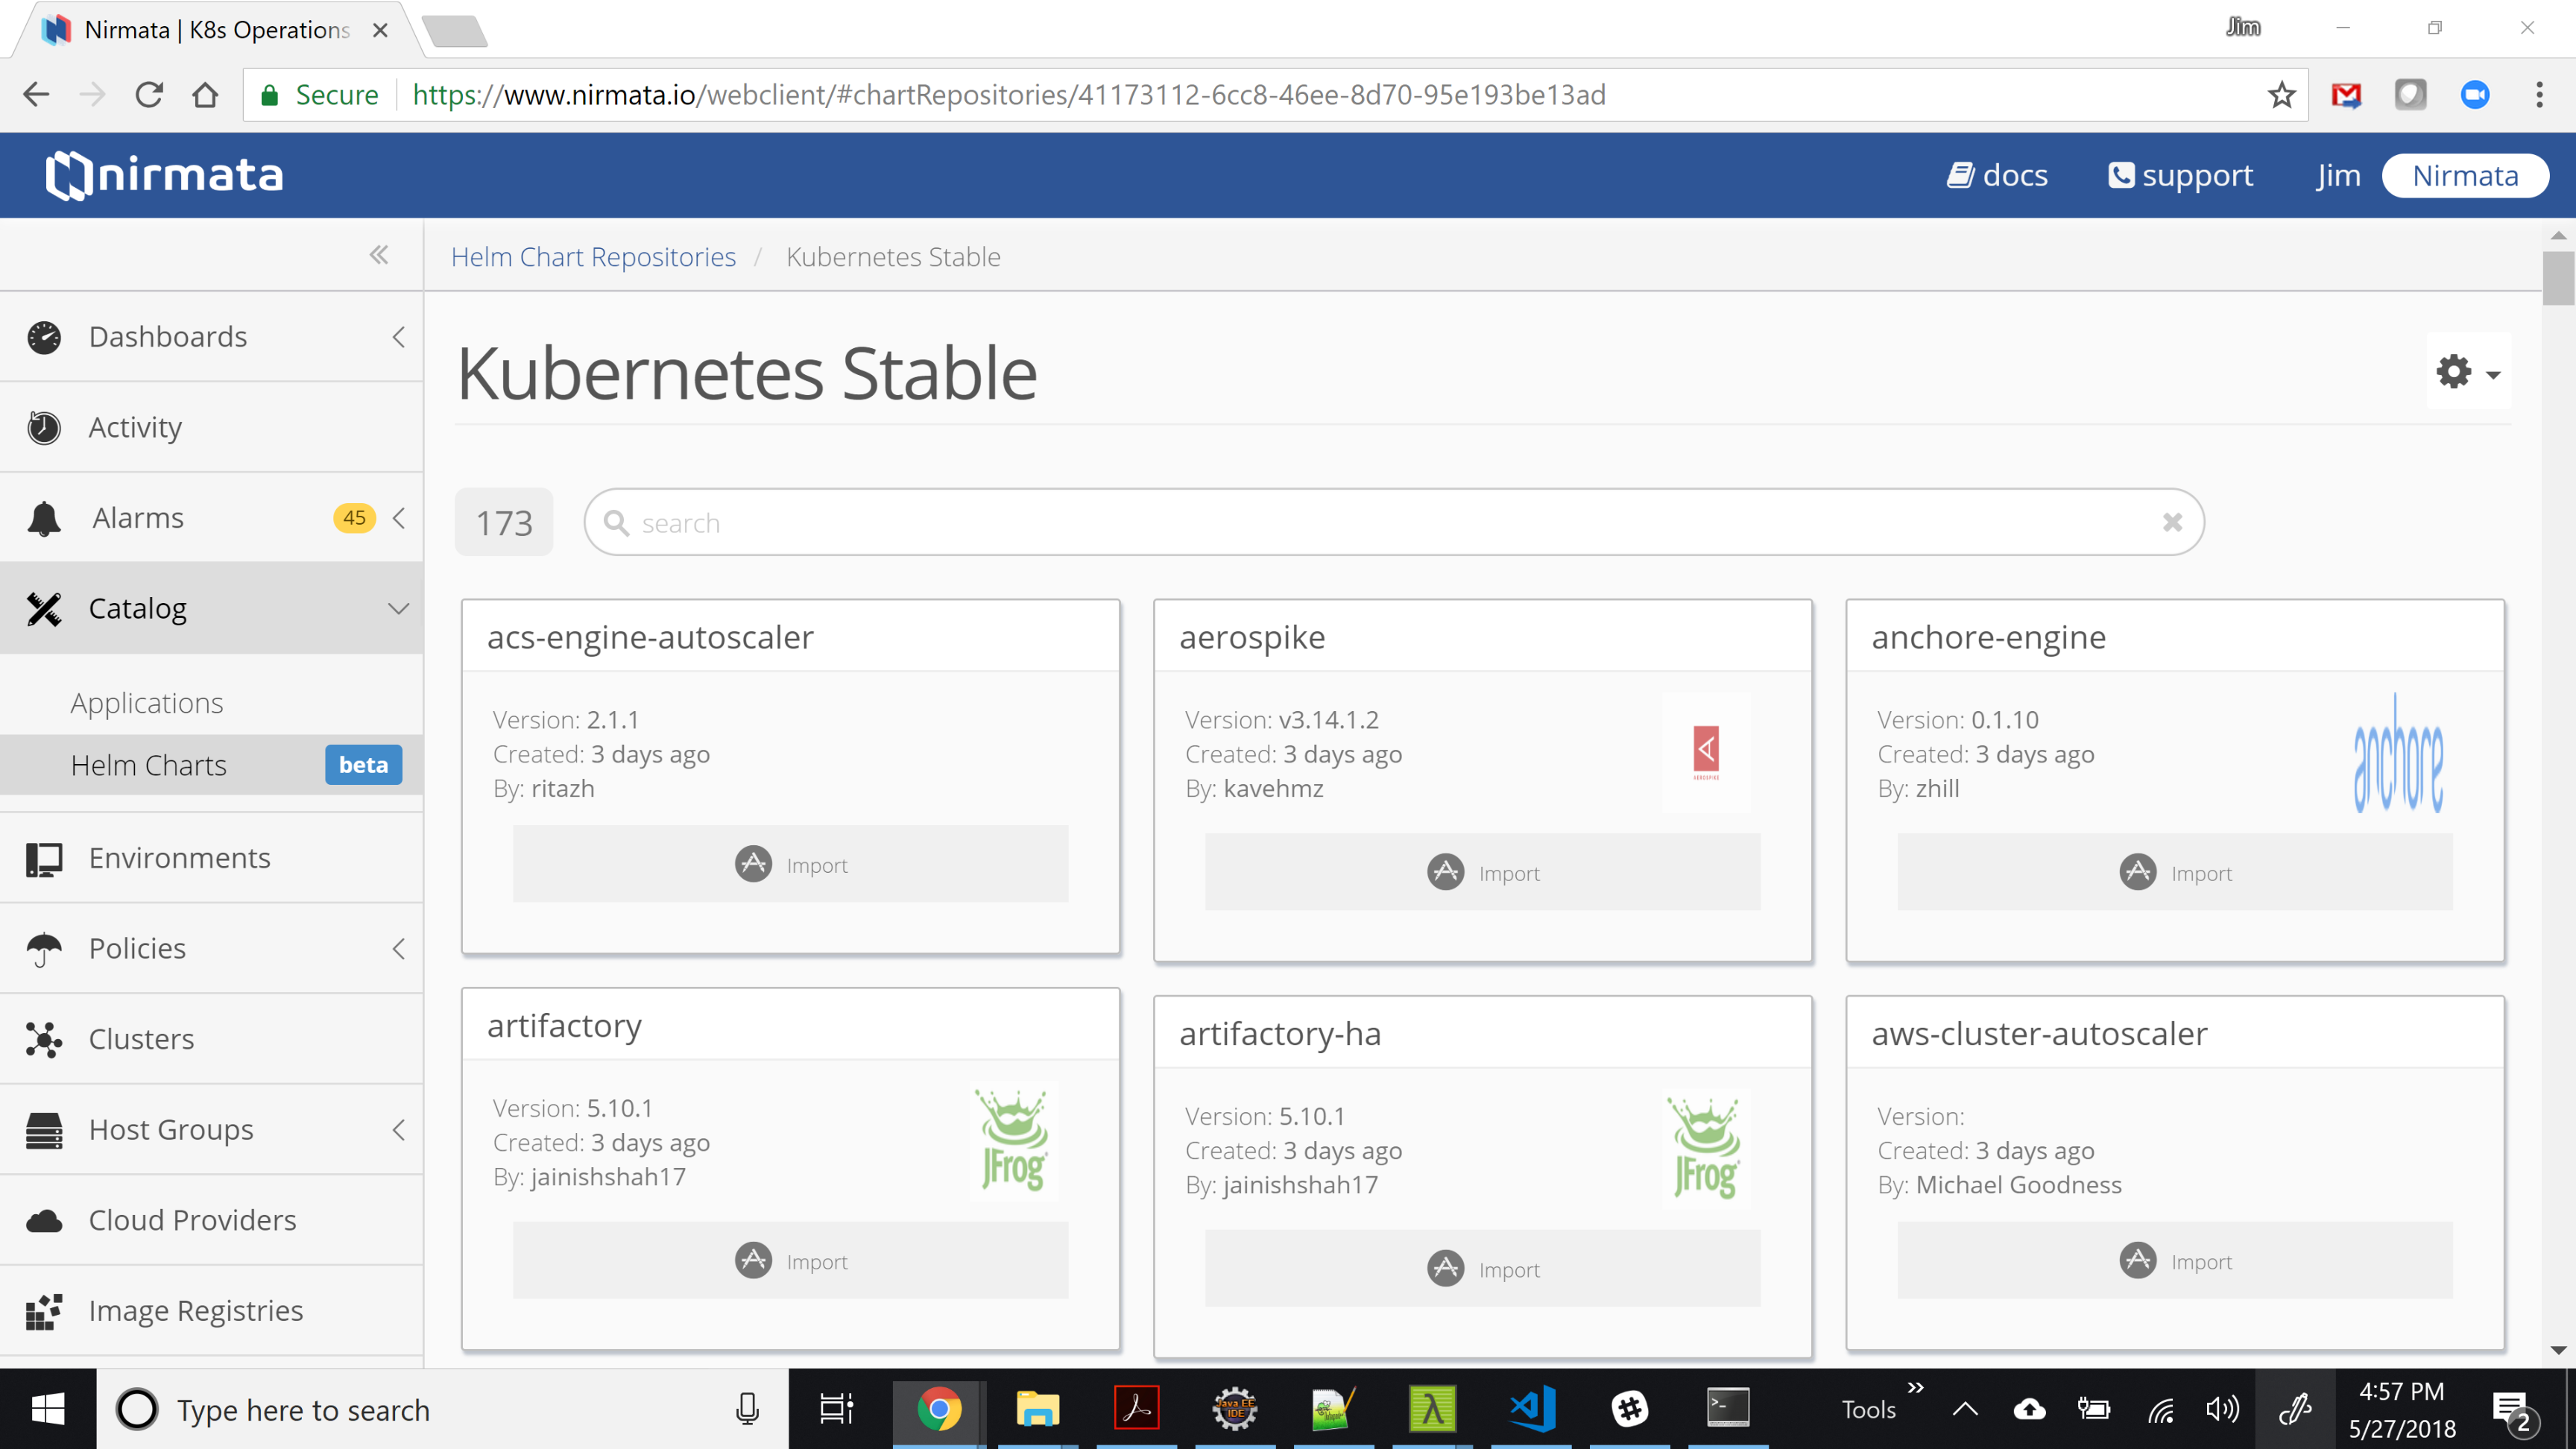 Nirmata | K8s Operations
Jim
Secure
https://www.nirmata.io/webclient/#chartRepositories/41173112-6cc8-46ee-8d70-95e193be13ad
nirmata
docs
support
Jim
Nirmata
Helm Chart Repositories / Kubernetes Stable
Dashboards
Activity
Alarms 45
Catalog
Applications
Helm Charts beta
Environments
Policies
Clusters
Host Groups
Cloud Providers
Image Registries
Kubernetes Stable
173
search
acs-engine-autoscaler
Version: 2.1.1
Created: 3 days ago
By: ritazh
Import
aerospike
Version: v3.14.1.2
Created: 3 days ago
By: kavehmz
AEROSPIKE
Import
anchore-engine
Version: 0.1.10
Created: 3 days ago
By: zhill
anchore
Import
artifactory
Version: 5.10.1
Created: 3 days ago
By: jainishshah17
JFrog
Import
artifactory-ha
Version: 5.10.1
Created: 3 days ago
By: jainishshah17
JFrog
Import
aws-cluster-autoscaler
Version:
Created: 3 days ago
By: Michael Goodness
Import
Type here to search
Java EE
IDE
Tools
4:57 PM
5/27/2018
2